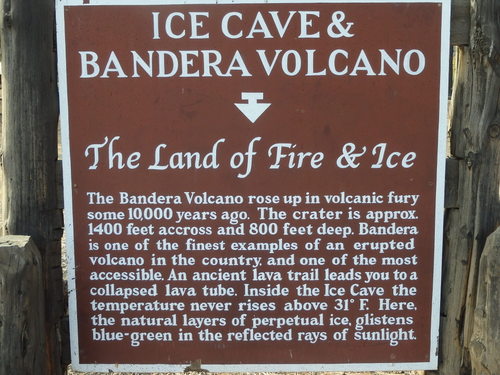 ICE CAVE &
BANDERA VOLCANO
The Land of Fire & Ice
The Bandera Volcano rose up in volcanic fury
some 10,000 years ago. The crater is approx.
1400 feet accross and 800 feet deep. Bandera
is one of the finest examples of an erupted
volcano in the country, and one of the most
accessible. An ancient lava trail leads you to a
collapsed lava tube. Inside the Ice Cave the
temperature never rises above 31° F. Here,
the natural layers of perpetual ice, glistens
blue-green in the reflected rays of sunlight.